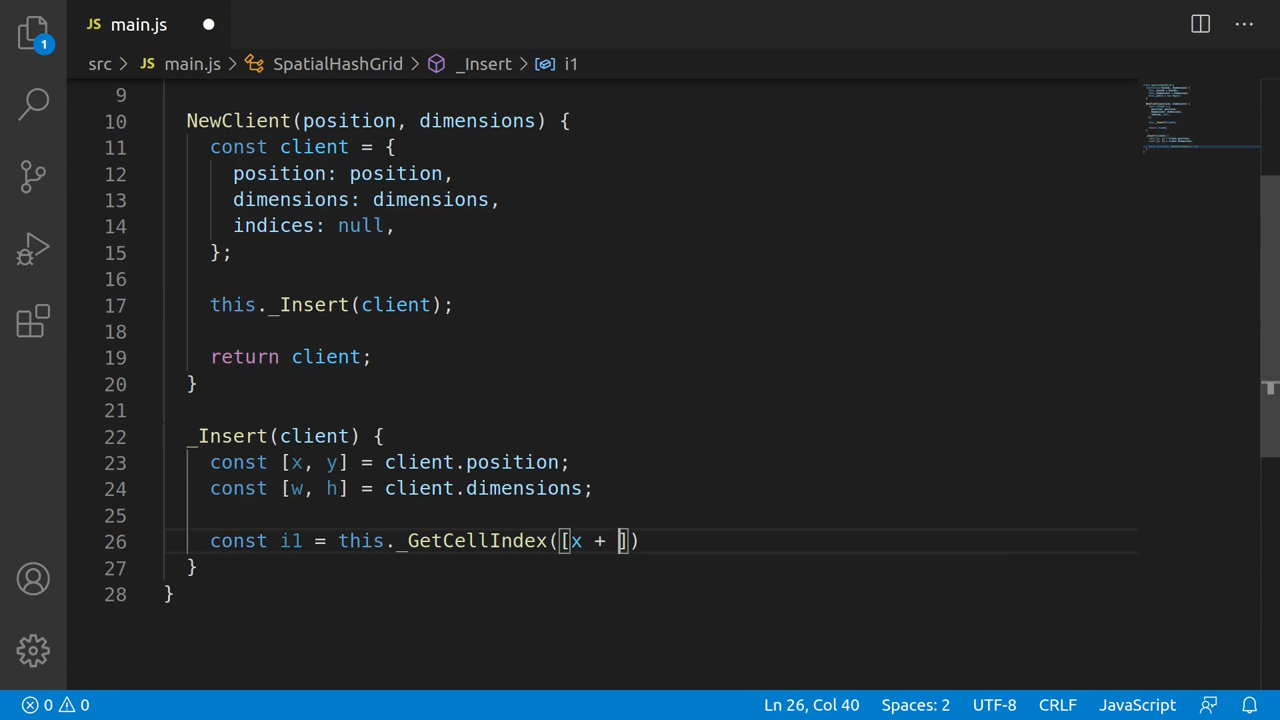 JS main.js
src > JS main.js > SpatialHashGrid > _Insert > i1
1
9
10 NewClient(position, dimensions) {
11 const client = {
12 position: position,
13 dimensions: dimensions,
14 indices: null,
15 };
16
17 this._Insert(client);
18
19 return client;
20 }
21
22 _Insert(client) {
23 const [x, y] = client.position;
24 const [w, h] = client.dimensions;
25
26 const i1 = this._GetCellIndex([x + ])
27 }
28 }
0 0 Ln 26, Col 40 Spaces: 2 UTF-8 CRLF JavaScript